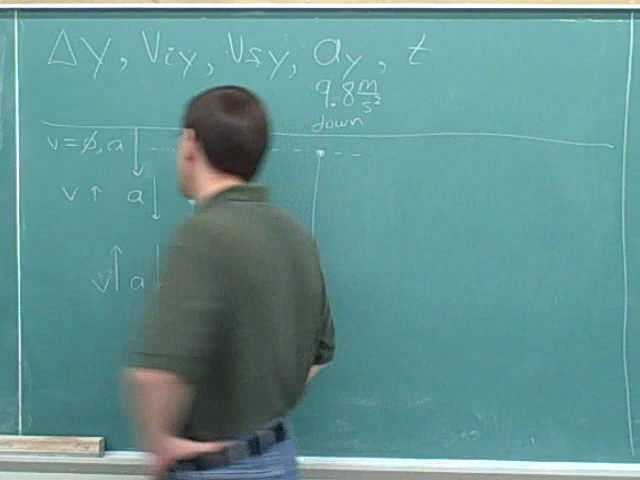 Δy, Viy, Vfy, ay, t
9.8 m/s²
down
v=∅, a
v ↑ a ↓
v ↑ a